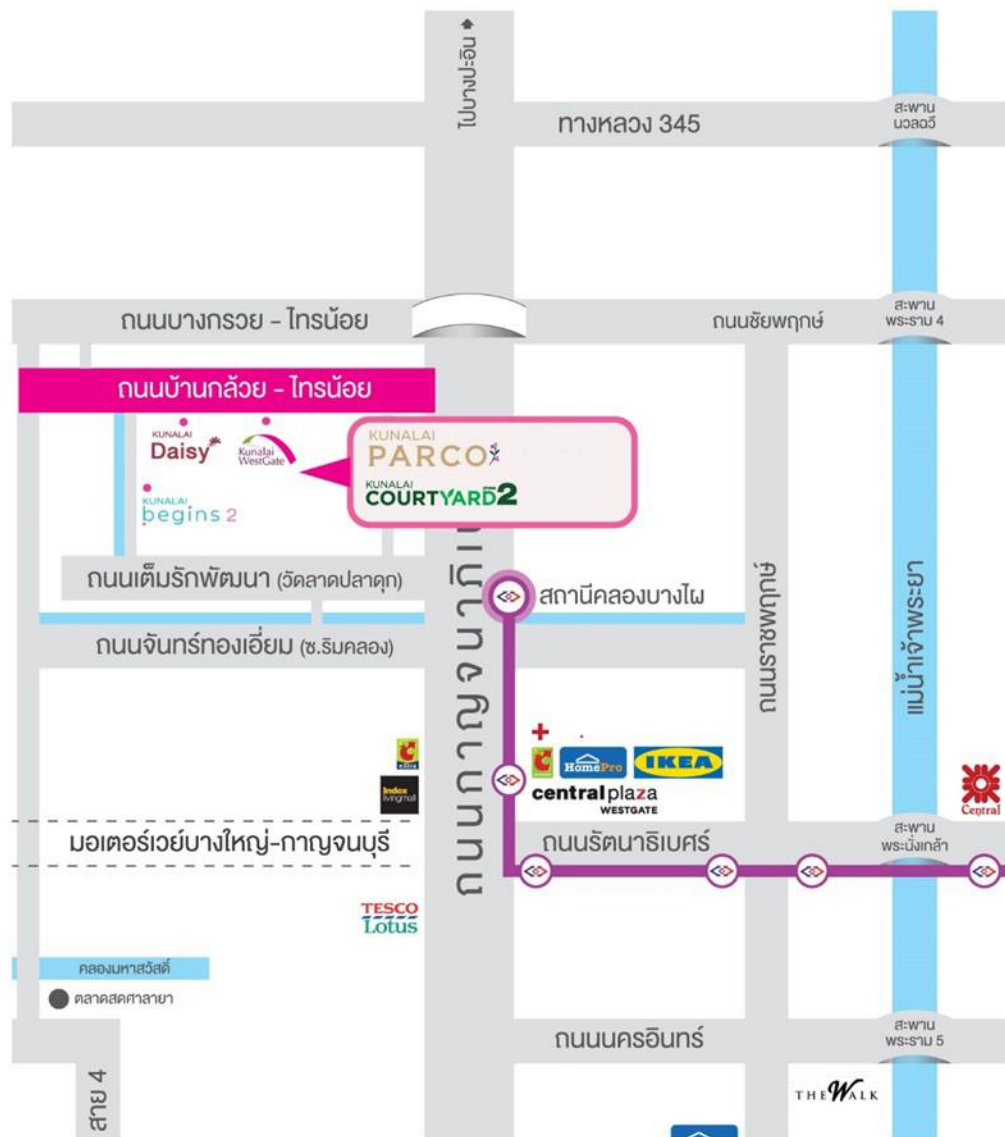 ไปบางปะอิน
ทางหลวง 345
สะพาน
นวลฉวี
ถนนบางกรวย - ไทรน้อย
ถนนชัยพฤกษ์
สะพาน
พระราม 4
ถนนบ้านกล้วย - ไทรน้อย
KUNALAI
Daisy
Kunalai
WestGate
KUNALAI
PARCO
KUNALAI
COURTYARD 2
KUNALAI
begins 2
ถนนเต็มรักพัฒนา (วัดลาดปลาดุก)
สถานีคลองบางไผ่
ถนนจันทร์ทองเอี่ยม (ซ.ริมคลอง)
ถนนกาญจนาภิเ
ถนนราชพฤกษ์
แม่น้ำเจ้าพระยา
C
extra
Index
livingmall
C
HomePro
IKEA
centralplaza
WESTGATE
Central
มอเตอร์เวย์บางใหญ่-กาญจนบุรี
ถนนรัตนาธิเบศร์
สะพาน
พระนั่งเกล้า
TESCO
Lotus
คลองมหาสวัสดิ์
ตลาดสดศาลายา
ถนนนครอินทร์
สะพาน
พระราม 5
สาย 4
THE WALK